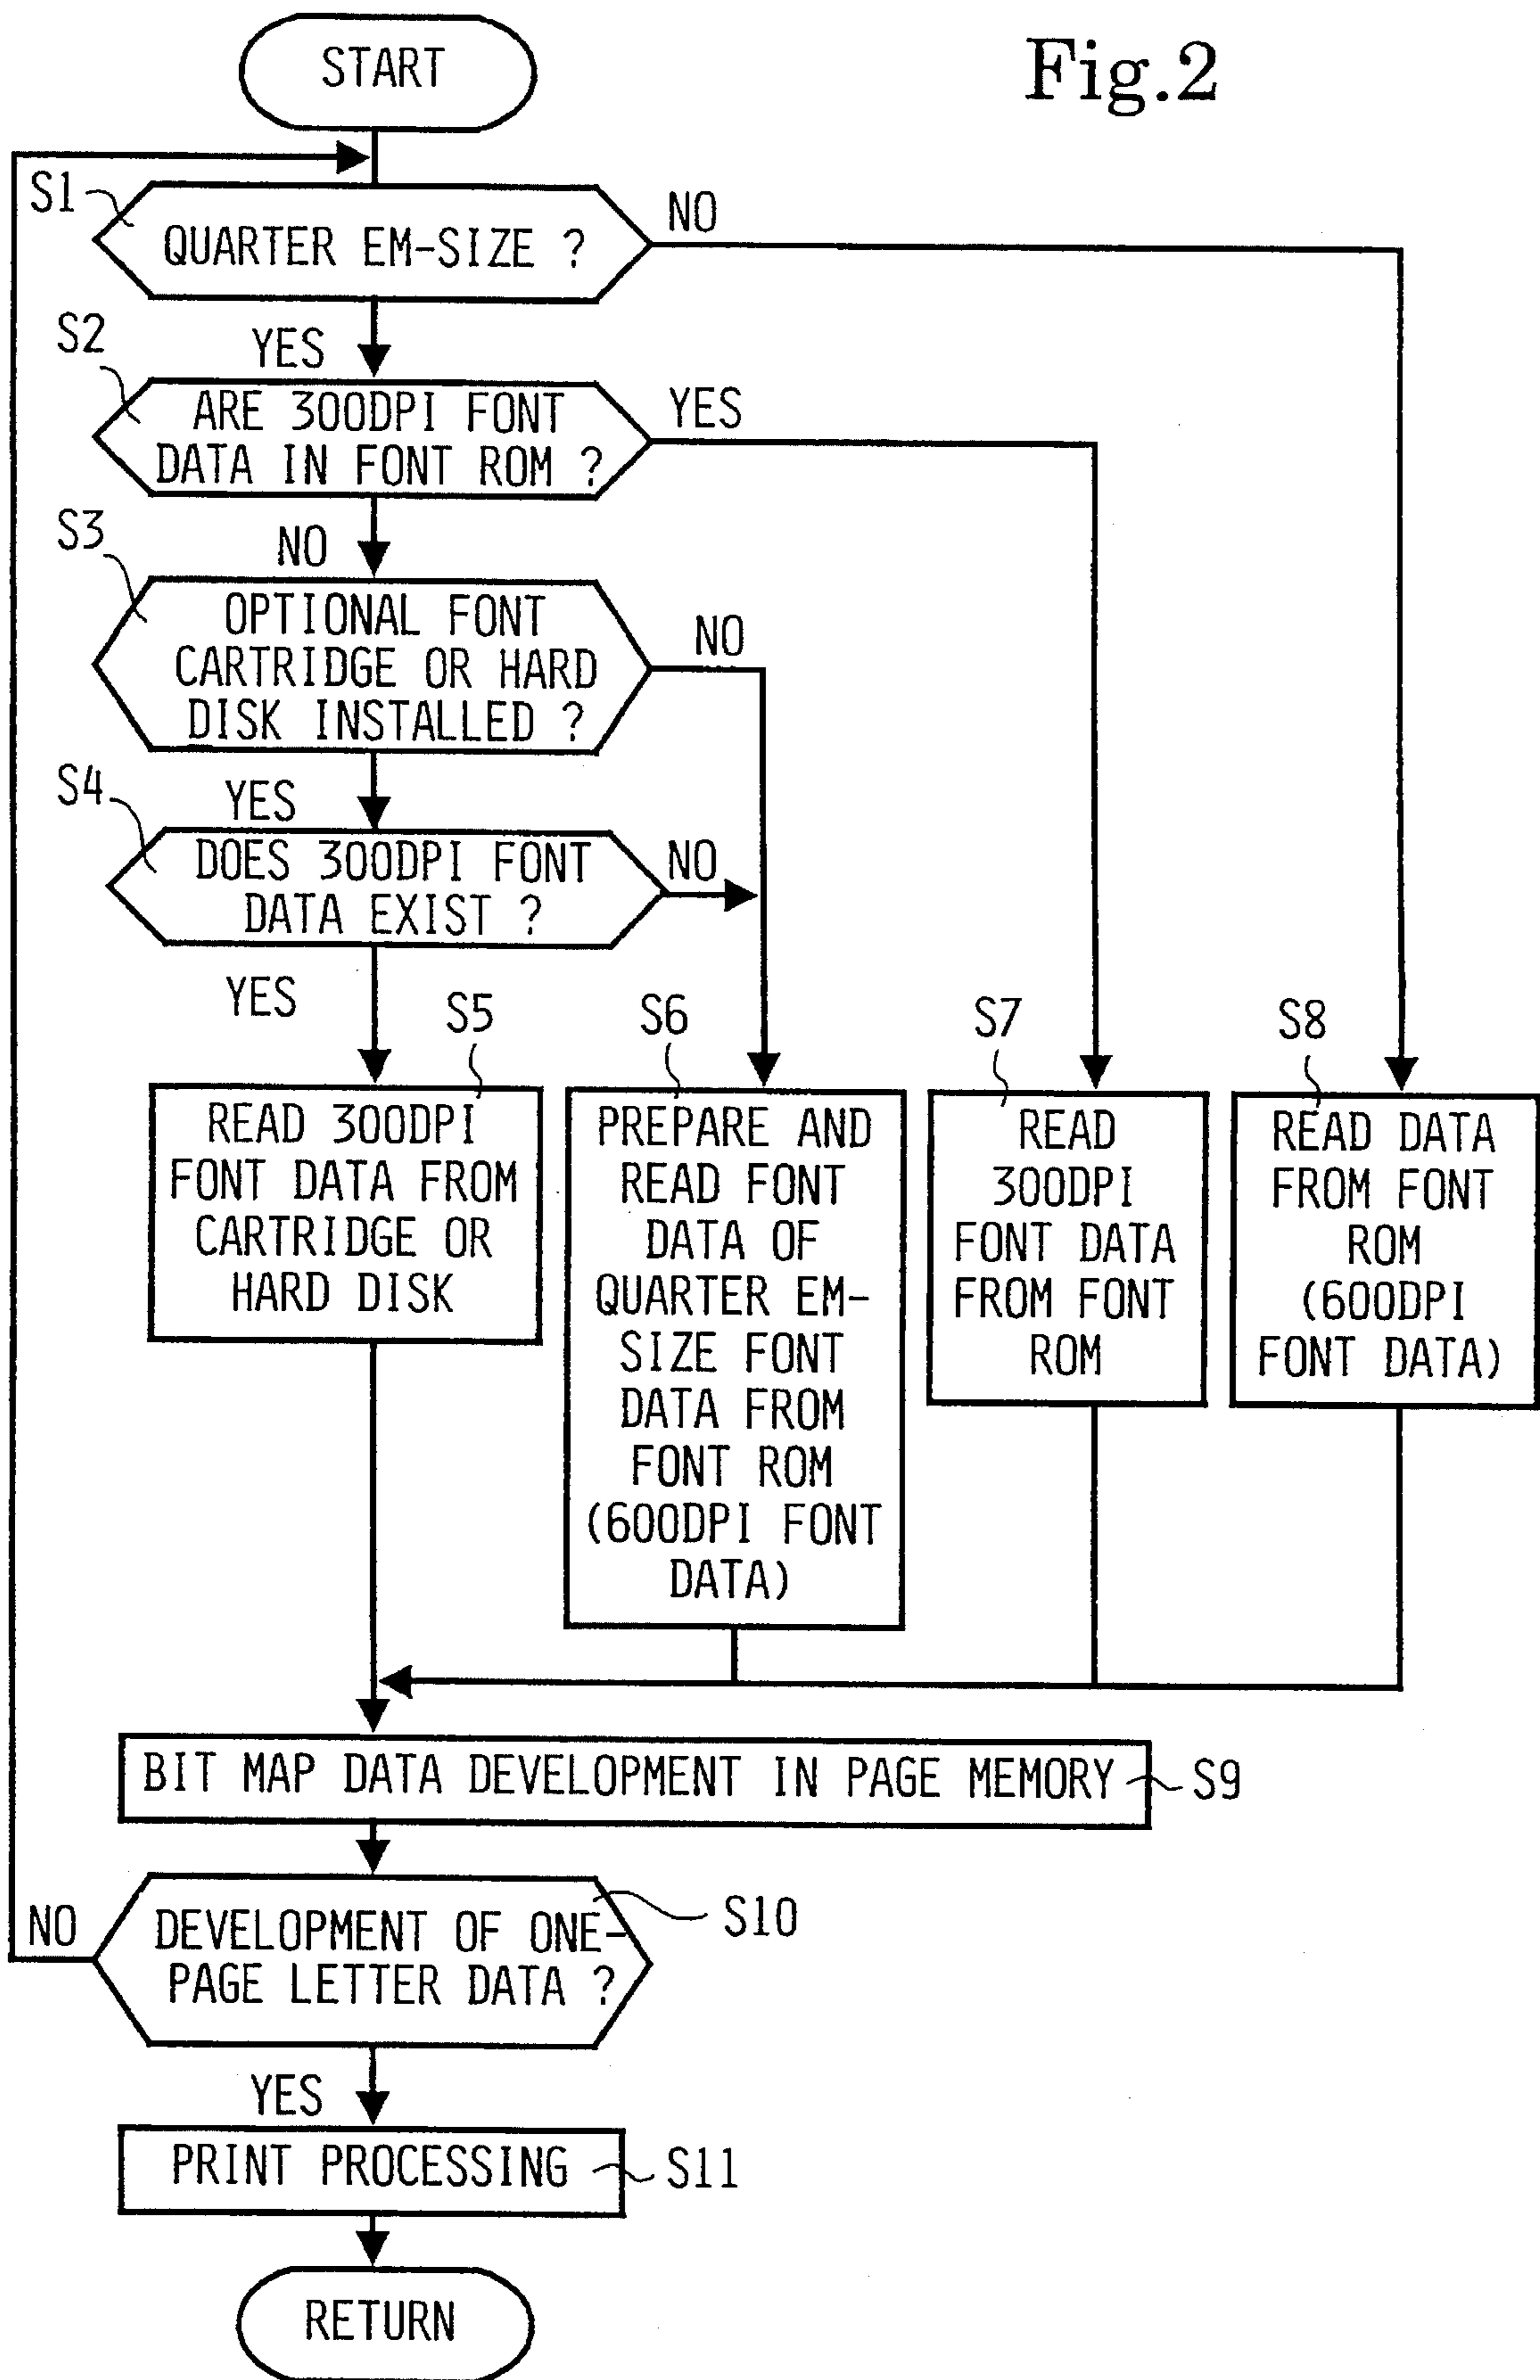 START
Fig.2
S1
QUARTER EM-SIZE ?
NO
YES
S2
ARE 300DPI FONT
DATA IN FONT ROM ?
YES
NO
S3
OPTIONAL FONT
CARTRIDGE OR HARD
DISK INSTALLED ?
NO
YES
S4
DOES 300DPI FONT
DATA EXIST ?
NO
YES
S5
READ 300DPI
FONT DATA FROM
CARTRIDGE OR
HARD DISK
S6
PREPARE AND
READ FONT
DATA OF
QUARTER EM-
SIZE FONT
DATA FROM
FONT ROM
(600DPI FONT
DATA)
S7
READ
300DPI
FONT DATA
FROM FONT
ROM
S8
READ DATA
FROM FONT
ROM
(600DPI
FONT DATA)
BIT MAP DATA DEVELOPMENT IN PAGE MEMORY
S9
DEVELOPMENT OF ONE-
PAGE LETTER DATA ?
S10
NO
YES
PRINT PROCESSING
S11
RETURN